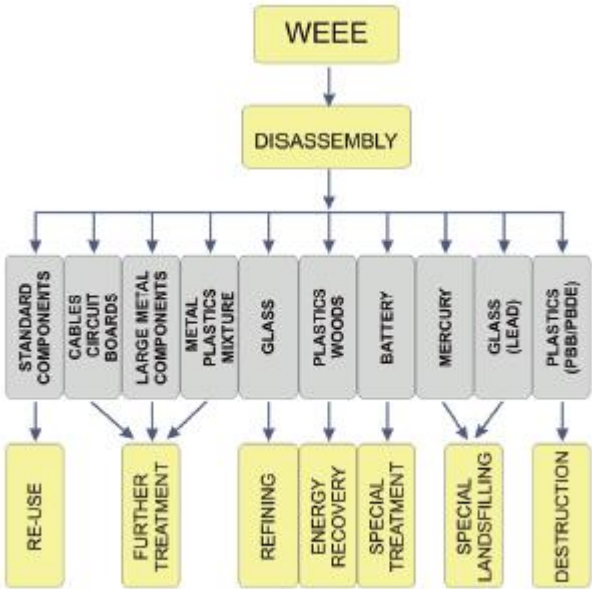 WEEE
DISASSEMBLY
STANDARD
COMPONENTS
CABLES
CIRCUIT
BOARDS
LARGE METAL
COMPONENTS
METAL
PLASTICS
MIXTURE
GLASS
PLASTICS
WOODS
BATTERY
MERCURY
GLASS
(LEAD)
PLASTICS
(PBB/PBDE)
RE-USE
FURTHER
TREATMENT
REFINING
ENERGY
RECOVERY
SPECIAL
TREATMENT
SPECIAL
LANDSFILLING
DESTRUCTION